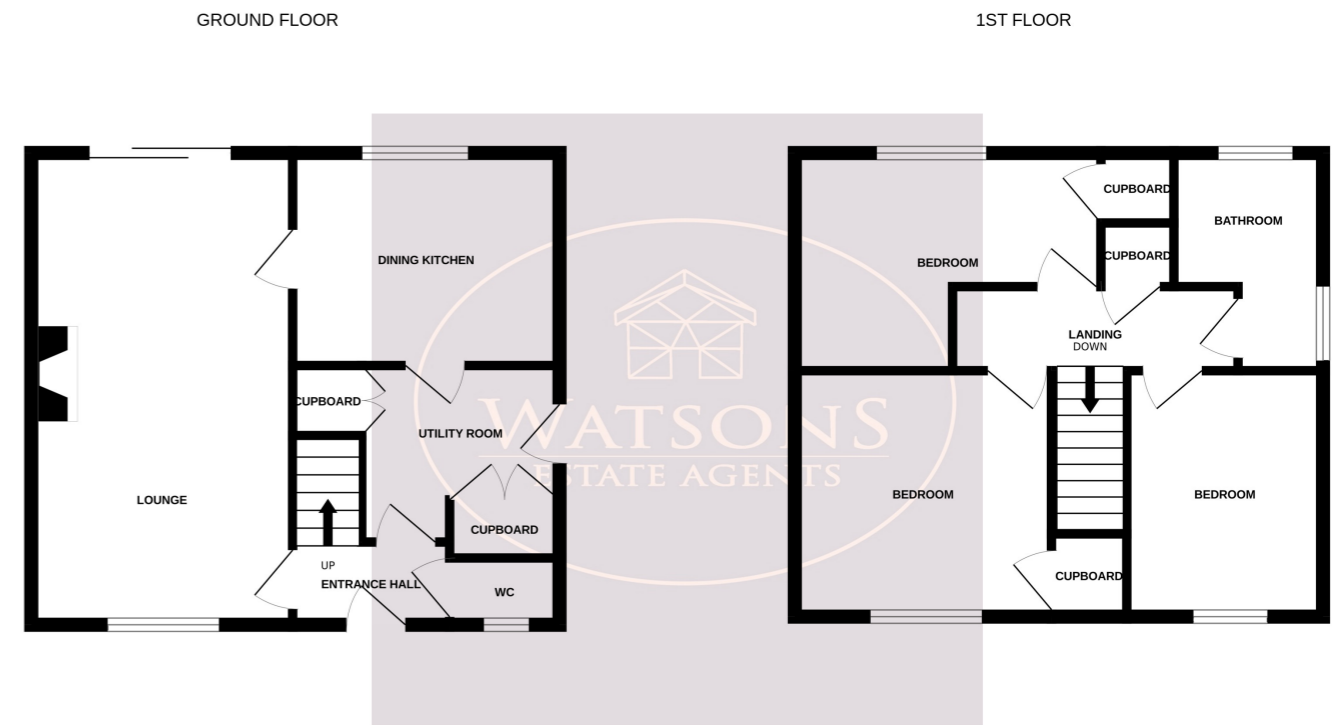 GROUND FLOOR
1ST FLOOR
DINING KITCHEN
CUPBOARD
UTILITY ROOM
LOUNGE
CUPBOARD
UP
ENTRANCE HALL
WC
WATSONS
ESTATE AGENTS
CUPBOARD
BATHROOM
CUPBOARD
BEDROOM
LANDING
DOWN
BEDROOM
BEDROOM
CUPBOARD